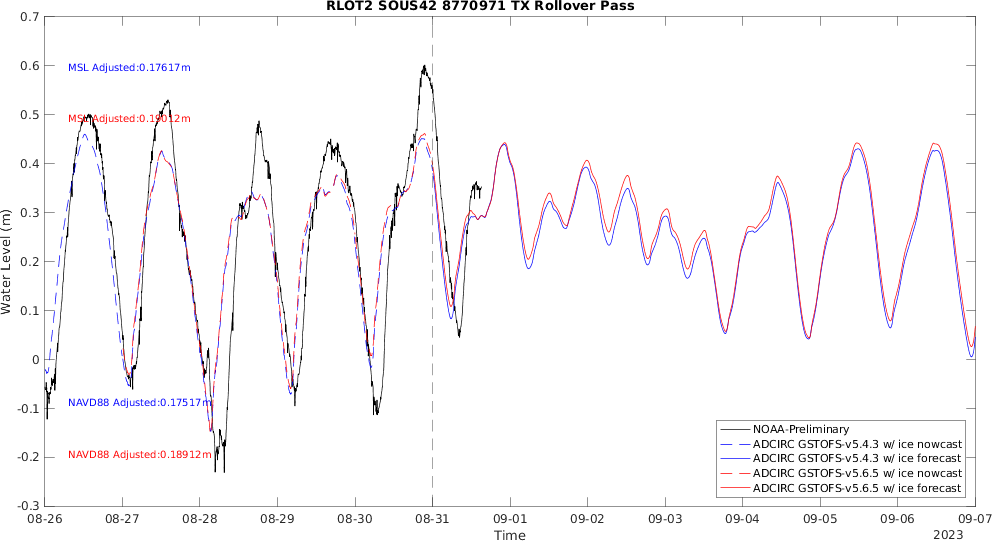 RLOT2 SOUS42 8770971 TX Rollover Pass
0.7
0.6
0.5
0.4
0.3
0.2
0.1
0
-0.1
-0.2
-0.3
Water Level (m)
MSL Adjusted:0.17617m
MSL Adjusted:0.19012m
NAVD88 Adjusted:0.17517m
NAVD88 Adjusted:0.18912m
NOAA-Preliminary
ADCIRC GSTOFS-v5.4.3 w/ ice nowcast
ADCIRC GSTOFS-v5.4.3 w/ ice forecast
ADCIRC GSTOFS-v5.6.5 w/ ice nowcast
ADCIRC GSTOFS-v5.6.5 w/ ice forecast
08-26 08-27 08-28 08-29 08-30 08-31 09-01 09-02 09-03 09-04 09-05 09-06 09-07
Time
2023